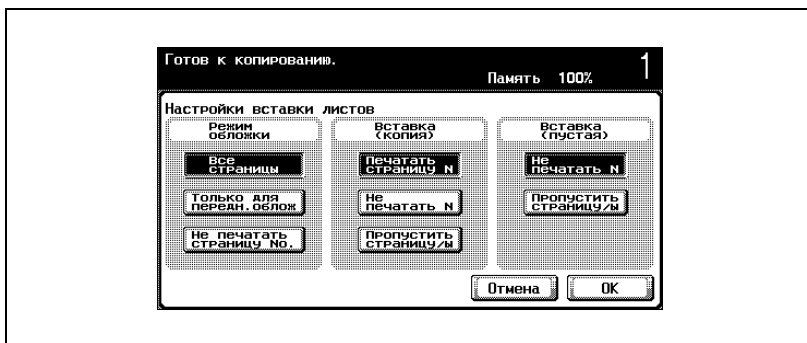 Готов к копированию.
1
Память 100%
Настройки вставки листов
Режим
обложки
Все
страницы
Только для
передн.облож
Не печатать
страницу No.
Вставка
(копия)
Печатать
страницу N
Не
печатать N
Пропустить
страницу/ы
Вставка
(пустая)
Не
печатать N
Пропустить
страницу/ы
Отмена
OK